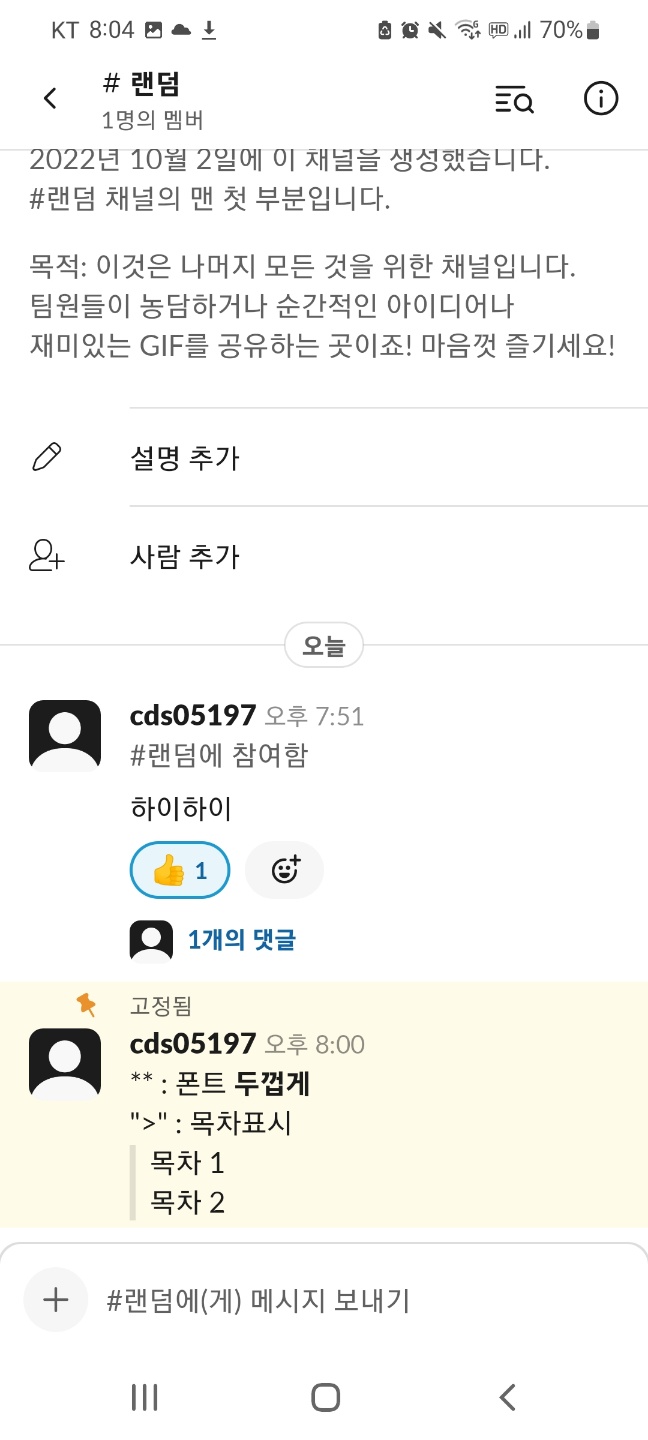 KT 8:04 HD 70%
# 랜덤
1명의 멤버
2022년 10월 2일에 이 채널을 생성했습니다.
#랜덤 채널의 맨 첫 부분입니다.
목적: 이것은 나머지 모든 것을 위한 채널입니다.
팀원들이 농담하거나 순간적인 아이디어나
재미있는 GIF를 공유하는 곳이죠! 마음껏 즐기세요!
설명 추가
사람 추가
오늘
cds05197 오후 7:51
#랜덤에 참여함
하이하이
👍 1
1개의 댓글
고정됨
cds05197 오후 8:00
** : 폰트 두껍게
">" : 목차표시
목차 1
목차 2
#랜덤에(게) 메시지 보내기